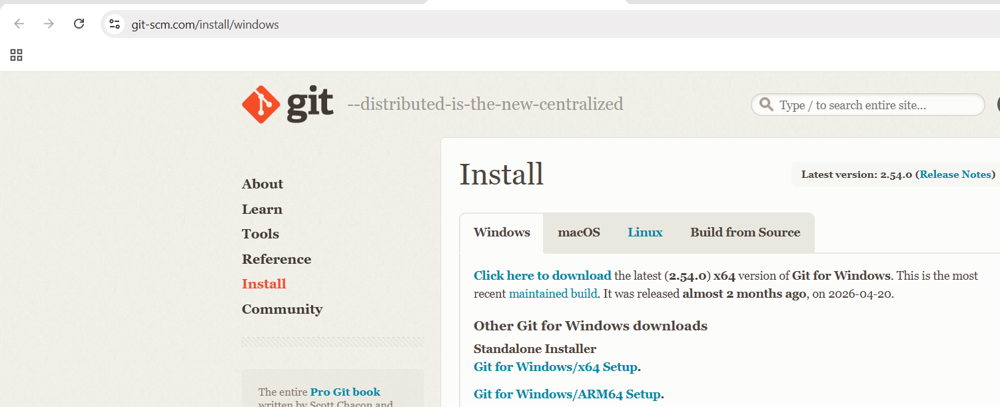 git-scm.com/install/windows
git --distributed-is-the-new-centralized
Type / to search entire site...
About
Learn
Tools
Reference
Install
Community
The entire Pro Git book
written by Scott Chacon and
Install
Latest version: 2.54.0 (Release Notes)
Windows macOS Linux Build from Source
Click here to download the latest (2.54.0) x64 version of Git for Windows. This is the most
recent maintained build. It was released almost 2 months ago, on 2026-04-20.
Other Git for Windows downloads
Standalone Installer
Git for Windows/x64 Setup.
Git for Windows/ARM64 Setup.